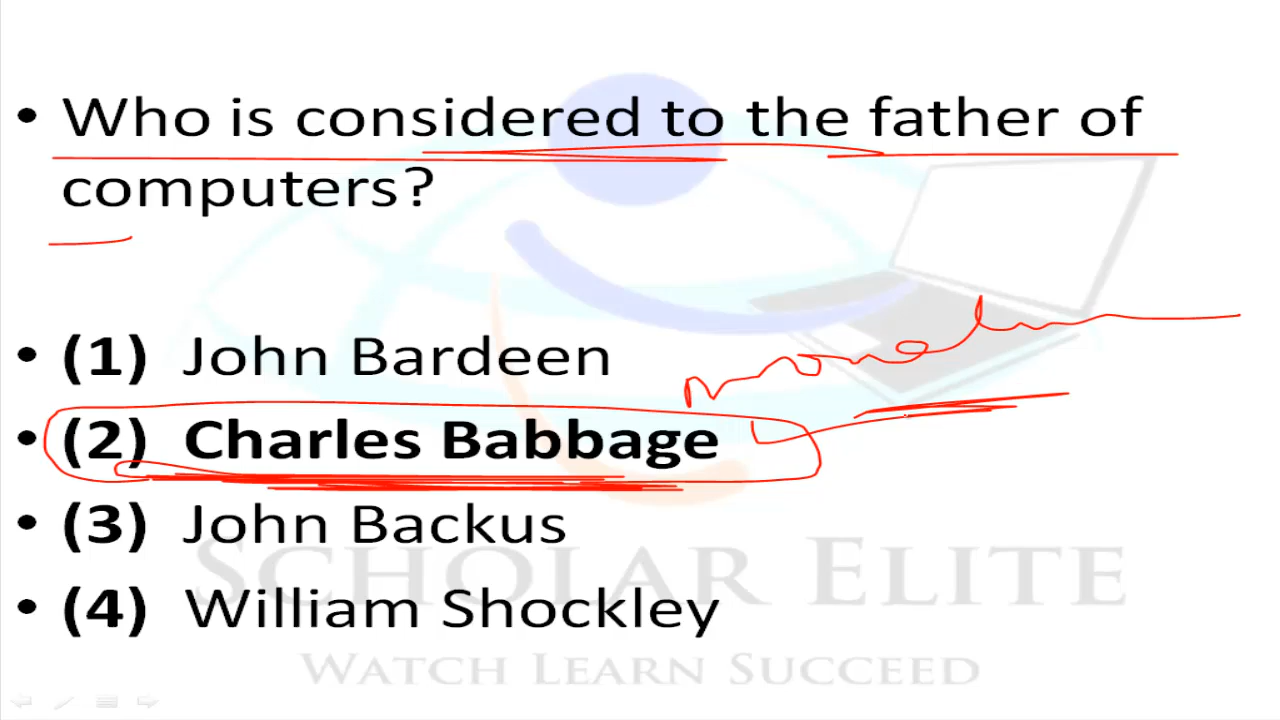 • Who is considered to the father of
computers?
• (1) John Bardeen
• (2) Charles Babbage
• (3) John Backus
• (4) William Shockley
SCHOLAR ELITE
WATCH LEARN SUCCEED